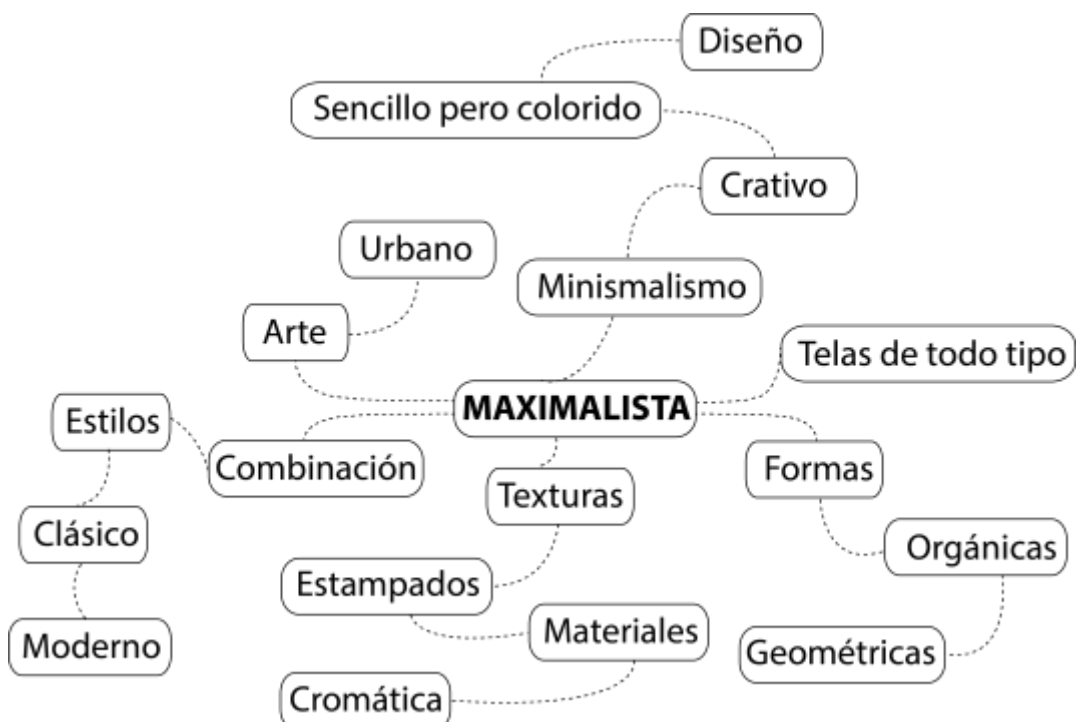 Diseño
Sencillo pero colorido
Crativo
Urbano
Minismalismo
Arte
Telas de todo tipo
MAXIMALISTA
Estilos
Combinación
Formas
Texturas
Clásico
Orgánicas
Estampados
Materiales
Moderno
Geométricas
Cromática